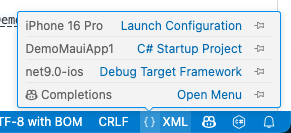 iPhone 16 Pro Launch Configuration
DemoMauiApp1 C# Startup Project
net9.0-ios Debug Target Framework
Completions Open Menu
TF-8 with BOM CRLF {} XML